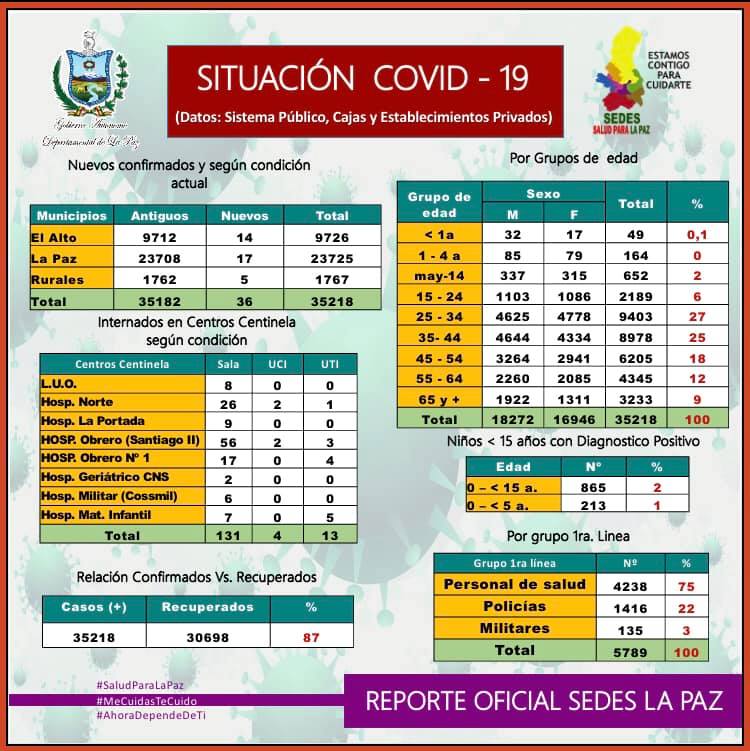 Gobierno Autónomo
Departamental de La Paz
SITUACIÓN COVID - 19
(Datos: Sistema Público, Cajas y Establecimientos Privados)
ESTAMOS
CONTIGO
PARA
CUIDARTE
SEDES
SALUD PARA LA PAZ
Nuevos confirmados y según condición
actual
Municipios Antiguos Nuevos Total
El Alto 9712 14 9726
La Paz 23708 17 23725
Rurales 1762 5 1767
Total 35182 36 35218
Internados en Centros Centinela
según condición
Centros Centinela Sala UCI UTI
L.U.O. 8 0 0
Hosp. Norte 26 2 1
Hosp. La Portada 9 0 0
HOSP. Obrero (Santiago II) 56 2 3
HOSP. Obrero Nº 1 17 0 4
Hosp. Geriátrico CNS 2 0 0
Hosp. Militar (Cossmil) 6 0 0
Hosp. Mat. Infantil 7 0 5
Total 131 4 13
Relación Confirmados Vs. Recuperados
Casos (+) Recuperados %
35218 30698 87
Por Grupos de edad
Grupo de edad Sexo Total %
M F
< 1a 32 17 49 0,1
1 - 4 a 85 79 164 0
may-14 337 315 652 2
15 - 24 1103 1086 2189 6
25 - 34 4625 4778 9403 27
35- 44 4644 4334 8978 25
45 - 54 3264 2941 6205 18
55 - 64 2260 2085 4345 12
65 y + 1922 1311 3233 9
Total 18272 16946 35218 100
Niños < 15 años con Diagnostico Positivo
Edad Nº %
0 – < 15 a. 865 2
0 – < 5 a. 213 1
Por grupo 1ra. Linea
Grupo 1ra línea Nº %
Personal de salud 4238 75
Policías 1416 22
Militares 135 3
Total 5789 100
#SaludParaLaPaz
#MeCuidasTeCuido
#AhoraDependeDeTi
REPORTE OFICIAL SEDES LA PAZ